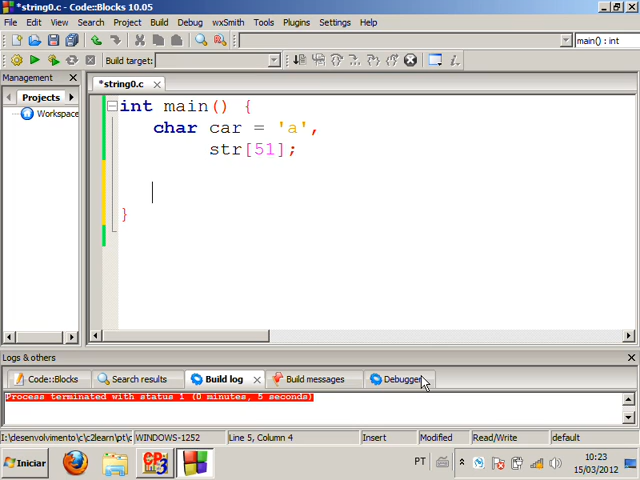 *string0.c - Code::Blocks 10.05
File Edit View Search Project Build Debug wxSmith Tools Plugins Settings Help
main() : int
Build target:
Management
Projects
Workspace
*string0.c
int main() {
char car = 'a',
str[51];
}
Logs & others
Code::Blocks Search results Build log Build messages Debugger
Process terminated with status 1 (0 minutes, 5 seconds)
I:\desenvolvimento\c\c2learn\pt\c WINDOWS-1252 Line 5, Column 4 Insert Modified Read/Write default
Iniciar
PT
10:23
15/03/2012